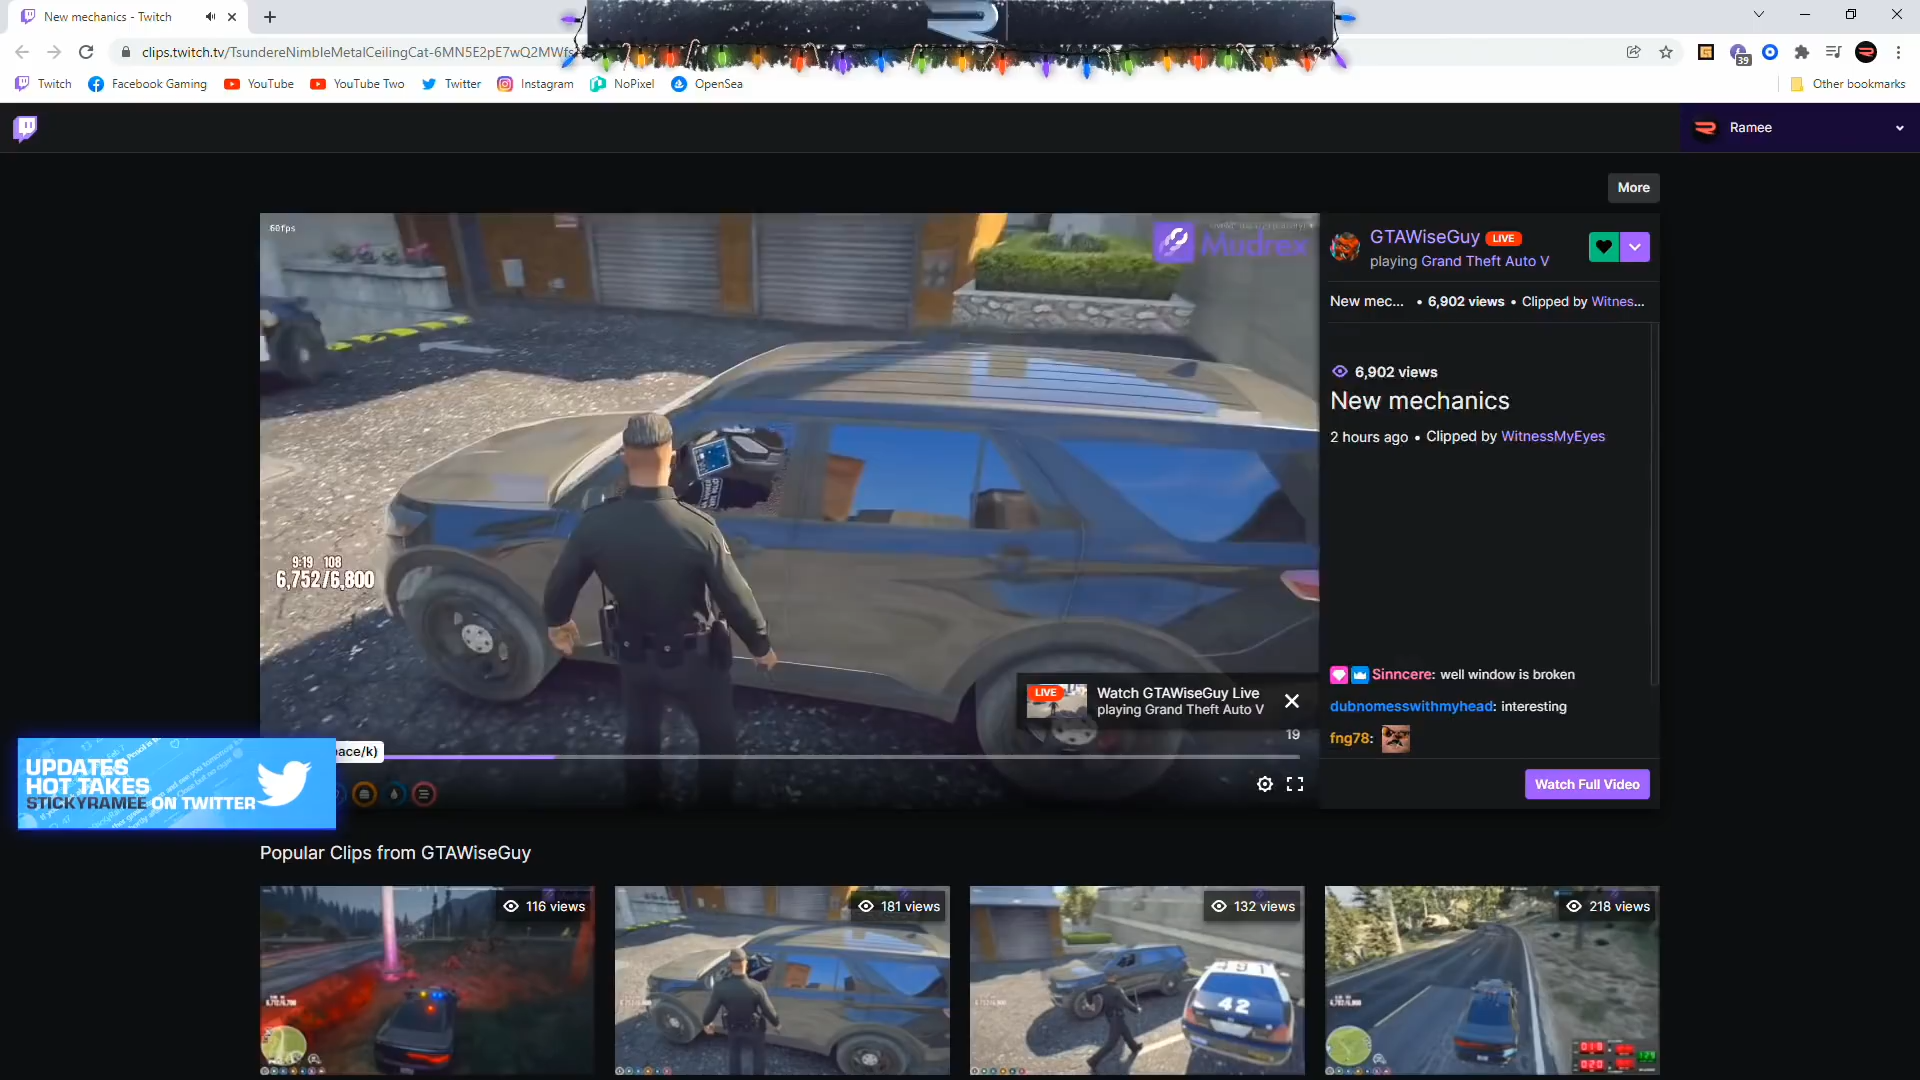 New mechanics - Twitch
clips.twitch.tv/TsundereNimbleMetalCeilingCat-6MN5E2pE7wQ2MWfs
39
Twitch
Facebook Gaming
YouTube
YouTube Two
Twitter
Instagram
NoPixel
OpenSea
Other bookmarks
Ramee
More
60fps
Mudrex
GTAWiseGuy LIVE
playing Grand Theft Auto V
New mec... • 6,902 views • Clipped by Witnes...
6,902 views
New mechanics
2 hours ago • Clipped by WitnessMyEyes
9:19 108
6,752/6,800
Sinncere: well window is broken
dubnomesswithmyhead: interesting
fng78:
LIVE
Watch GTAWiseGuy Live
playing Grand Theft Auto V
19
pace/k)
Watch Full Video
UPDATES
HOT TAKES
STICKYRAMEE ON TWITTER
Popular Clips from GTAWiseGuy
116 views
181 views
132 views
218 views
42